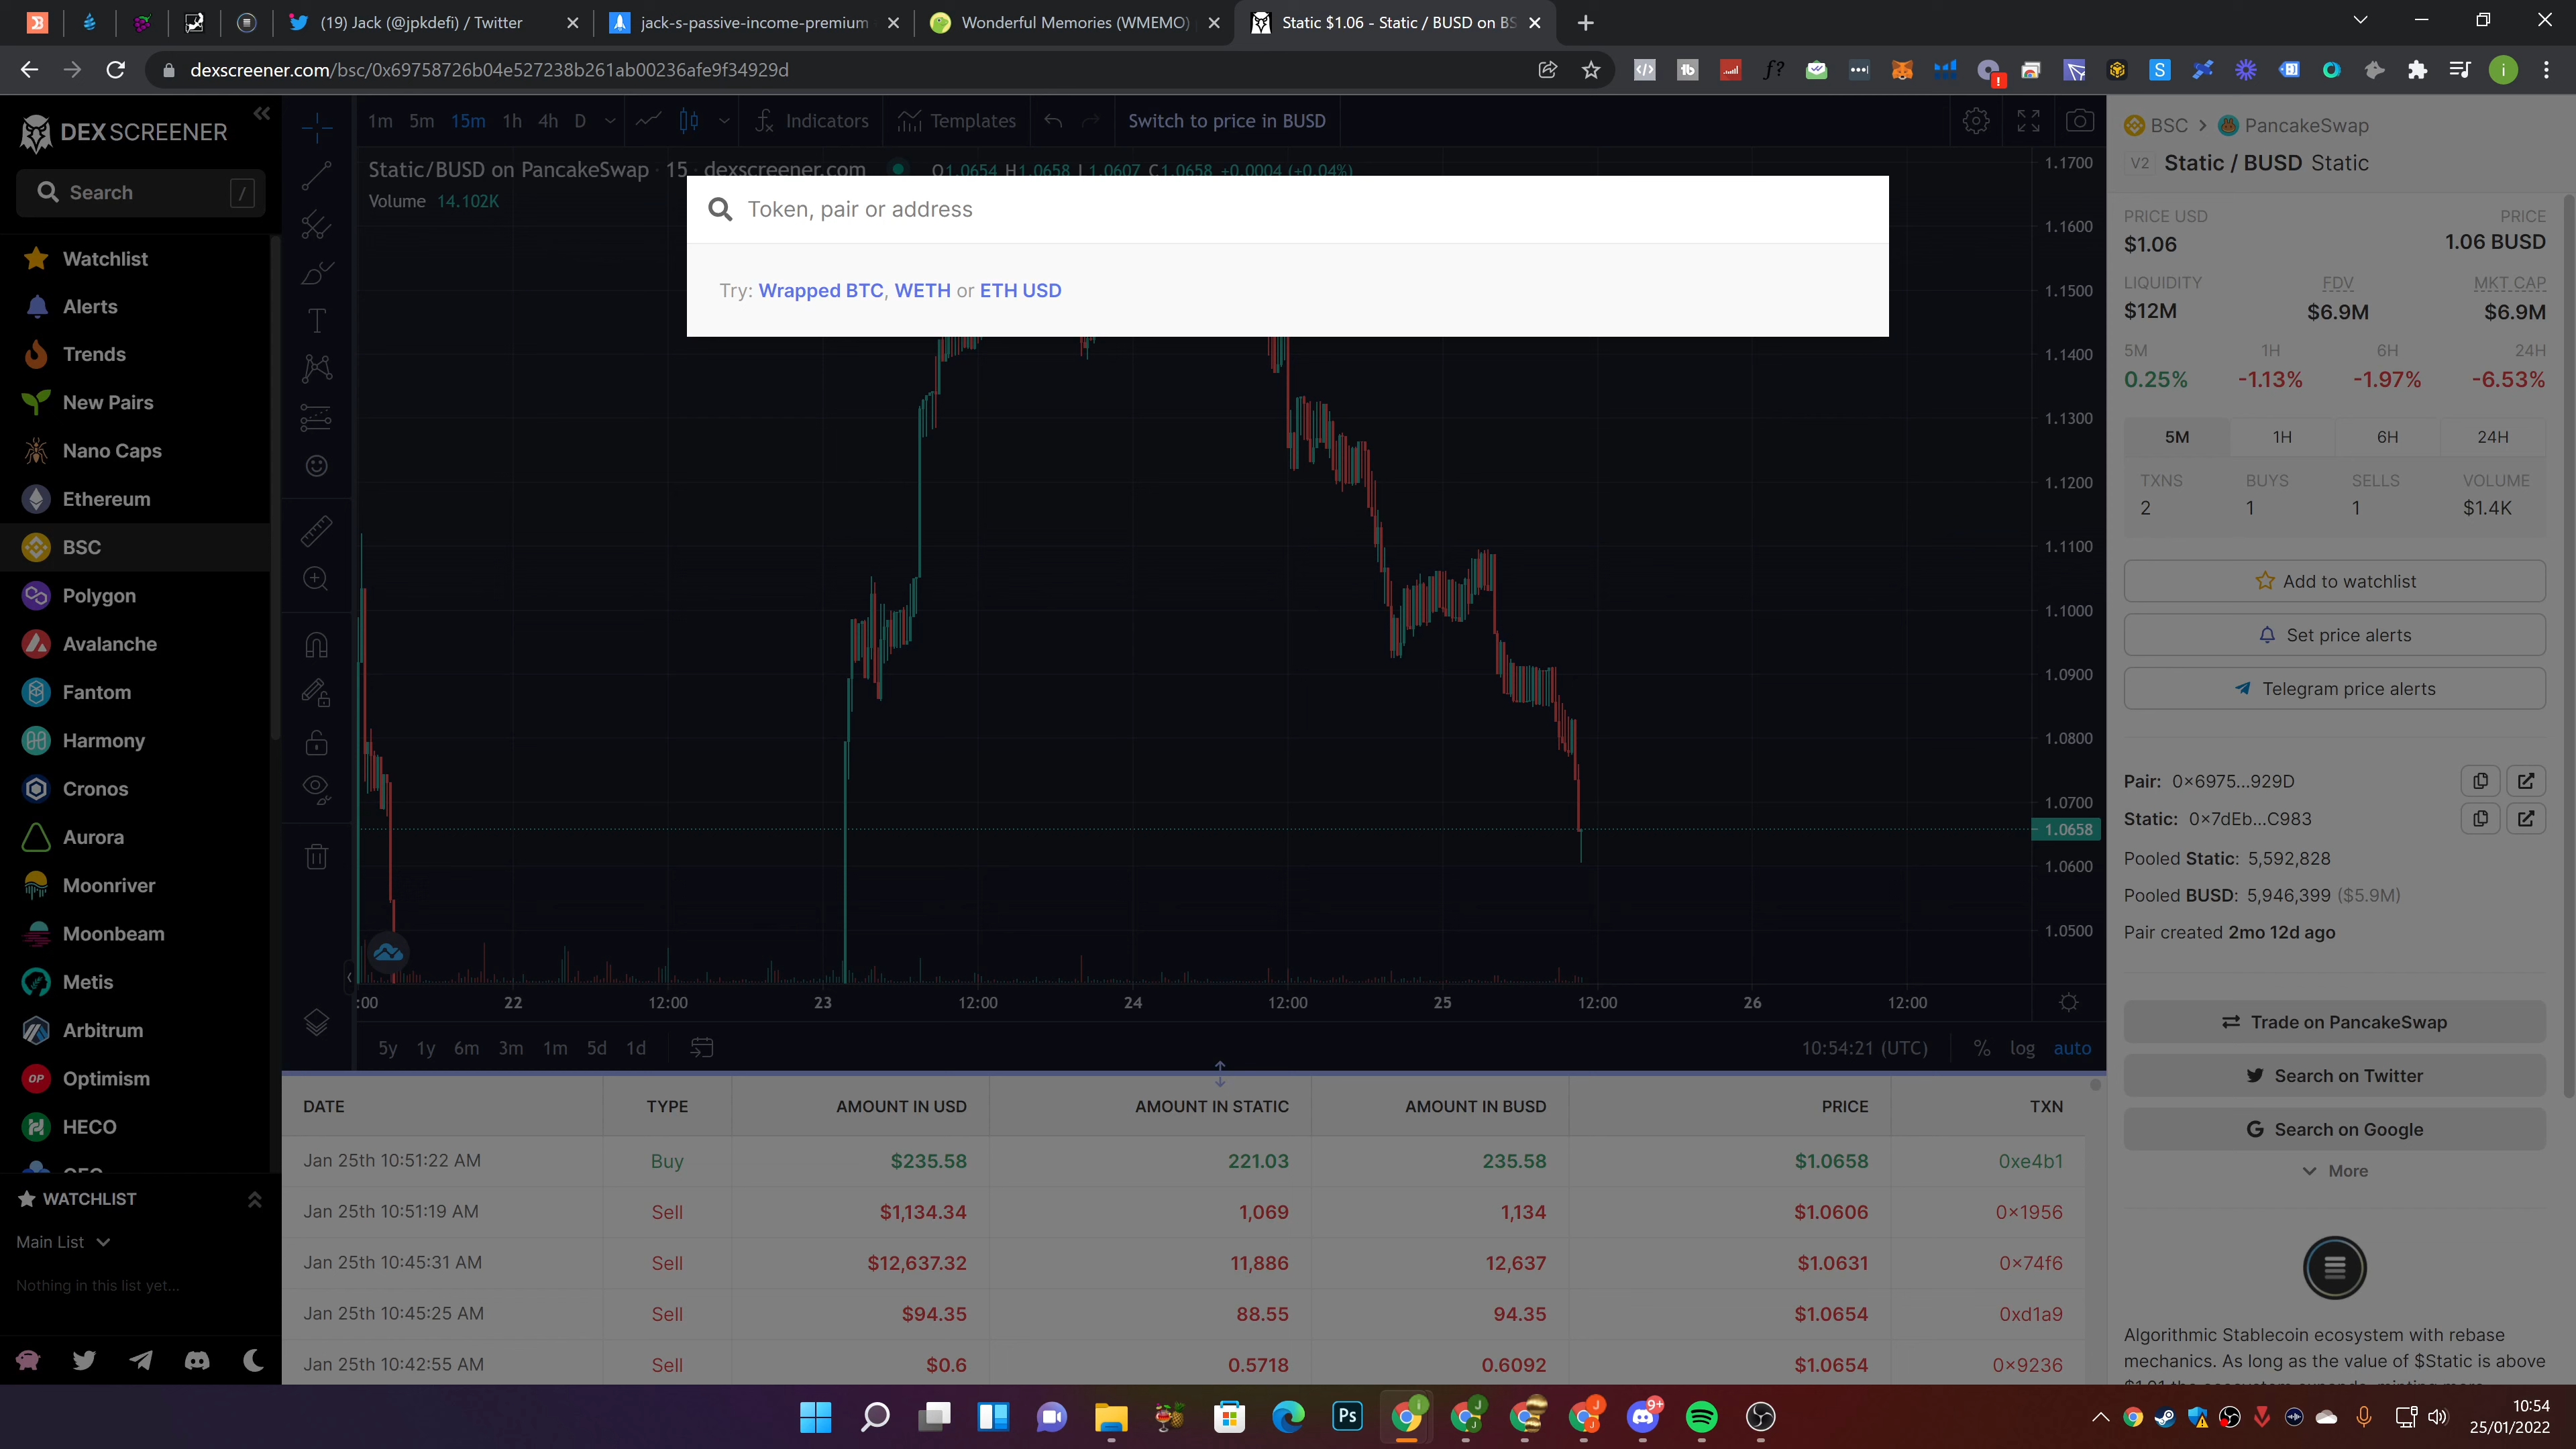 (19) Jack (@jpkdefi) / Twitter
jack-s-passive-income-premium
Wonderful Memories (WMEMO)
Static $1.06 - Static / BUSD on BS
dexscreener.com/bsc/0x69758726b04e527238b261ab00236afe9f34929d
DEX SCREENER
Search /
Watchlist
Alerts
Trends
New Pairs
Nano Caps
Ethereum
BSC
Polygon
Avalanche
Fantom
Harmony
Cronos
Aurora
Moonriver
Moonbeam
Metis
Arbitrum
Optimism
HECO
WATCHLIST
Main List
Nothing in this list yet...
1m 5m 15m 1h 4h D Indicators Templates Switch to price in BUSD
Static/BUSD on PancakeSwap · 15 · dexscreener.com O1.0654 H1.0658 L1.0607 C1.0658 +0.0004 (+0.04%)
Volume 14.102K
Token, pair or address
Try: Wrapped BTC, WETH or ETH USD
1.1700
1.1600
1.1500
1.1400
1.1300
1.1200
1.1100
1.1000
1.0900
1.0800
1.0700
1.0658
1.0600
1.0500
:00 22 12:00 23 12:00 24 12:00 25 12:00 26 12:00
5y 1y 6m 3m 1m 5d 1d 10:54:21 (UTC) % log auto
DATE TYPE AMOUNT IN USD AMOUNT IN STATIC AMOUNT IN BUSD PRICE TXN
Jan 25th 10:51:22 AM Buy $235.58 221.03 235.58 $1.0658 0xe4b1
Jan 25th 10:51:19 AM Sell $1,134.34 1,069 1,134 $1.0606 0x1956
Jan 25th 10:45:31 AM Sell $12,637.32 11,886 12,637 $1.0631 0x74f6
Jan 25th 10:45:25 AM Sell $94.35 88.55 94.35 $1.0654 0xd1a9
Jan 25th 10:42:55 AM Sell $0.6 0.5718 0.6092 $1.0654 0x9236
BSC > PancakeSwap
V2 Static / BUSD Static
PRICE USD PRICE
$1.06 1.06 BUSD
LIQUIDITY FDV MKT CAP
$12M $6.9M $6.9M
5M 1H 6H 24H
0.25% -1.13% -1.97% -6.53%
5M 1H 6H 24H
TXNS BUYS SELLS VOLUME
2 1 1 $1.4K
Add to watchlist
Set price alerts
Telegram price alerts
Pair: 0x6975...929D
Static: 0x7dEb...C983
Pooled Static: 5,592,828
Pooled BUSD: 5,946,399 ($5.9M)
Pair created 2mo 12d ago
Trade on PancakeSwap
Search on Twitter
Search on Google
More
Algorithmic Stablecoin ecosystem with rebase
mechanics. As long as the value of $Static is above
10:54
25/01/2022